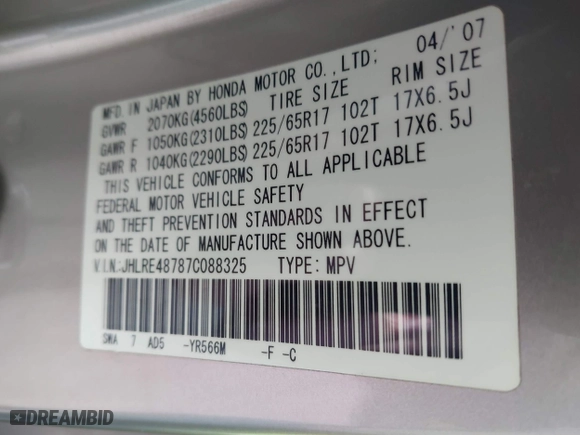 MFD. IN JAPAN BY HONDA MOTOR CO.,LTD; 04/'07
GVWR 2070KG(4560LBS) TIRE SIZE RIM SIZE
GAWR F 1050KG(2310LBS) 225/65R17 102T 17X6.5J
GAWR R 1040KG(2290LBS) 225/65R17 102T 17X6.5J
THIS VEHICLE CONFORMS TO ALL APPLICABLE
FEDERAL MOTOR VEHICLE SAFETY
AND THEFT PREVENTION STANDARDS IN EFFECT
ON THE DATE OF MANUFACTURE SHOWN ABOVE.
V.I.N.:JHLRE48787C088325 TYPE: MPV
SWA 7 AD5 -YR566M -F -C
DREAMBID